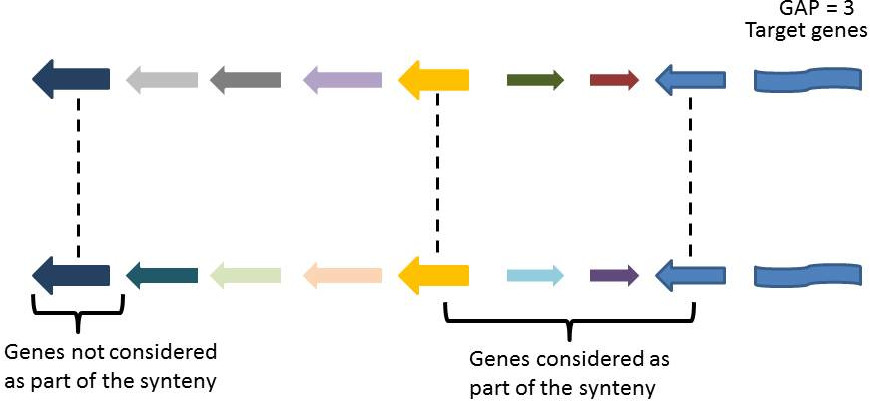 GAP = 3
Target genes
Genes not considered
as part of the synteny
Genes considered as
part of the synteny